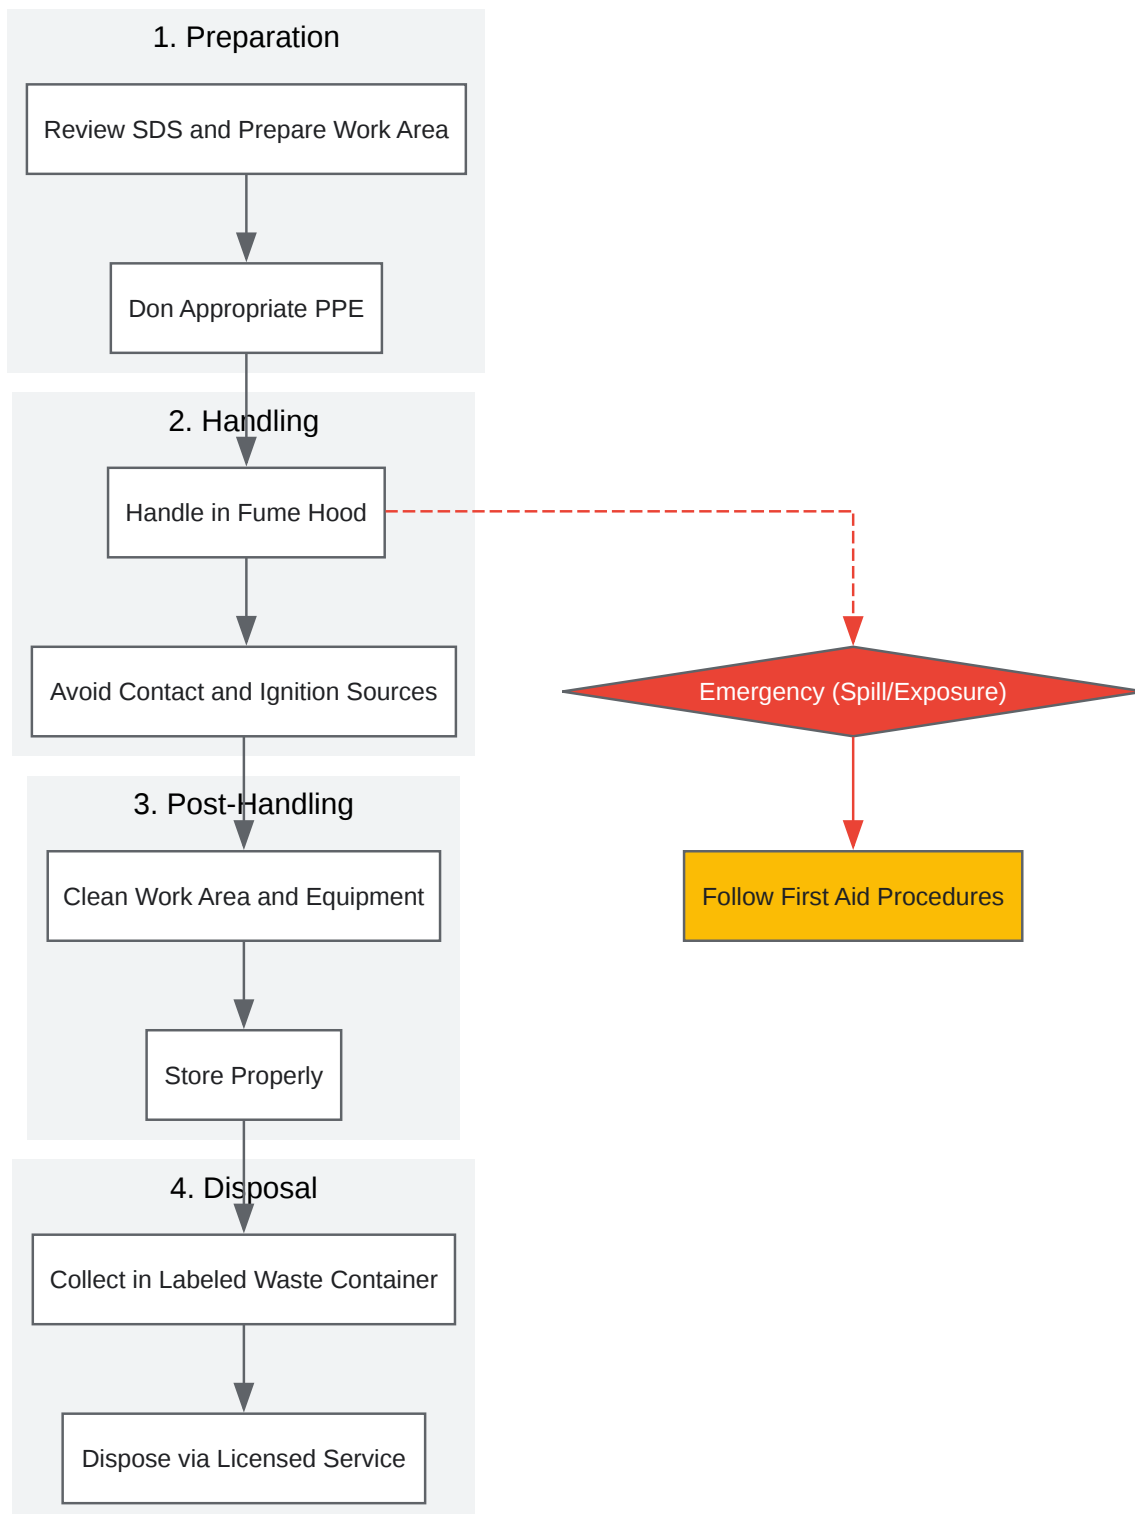 1. Preparation
Review SDS and Prepare Work Area
Don Appropriate PPE
2. Handling
Handle in Fume Hood
Avoid Contact and Ignition Sources
Emergency (Spill/Exposure)
3. Post-Handling
Clean Work Area and Equipment
Follow First Aid Procedures
Store Properly
4. Disposal
Collect in Labeled Waste Container
Dispose via Licensed Service